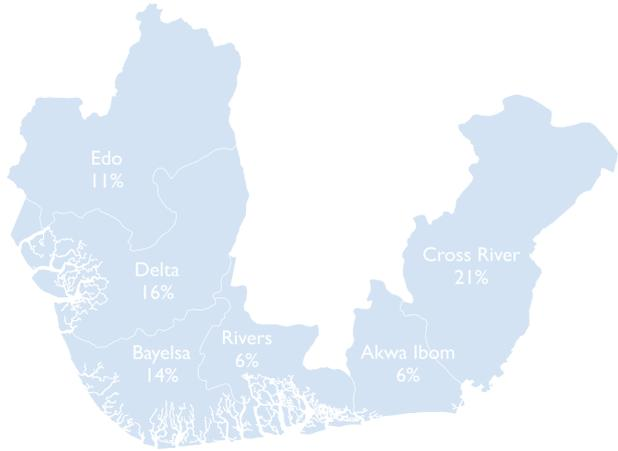 Edo
11%
Delta
16%
Bayelsa
14%
Rivers
6%
Akwa Ibom
6%
Cross River
21%